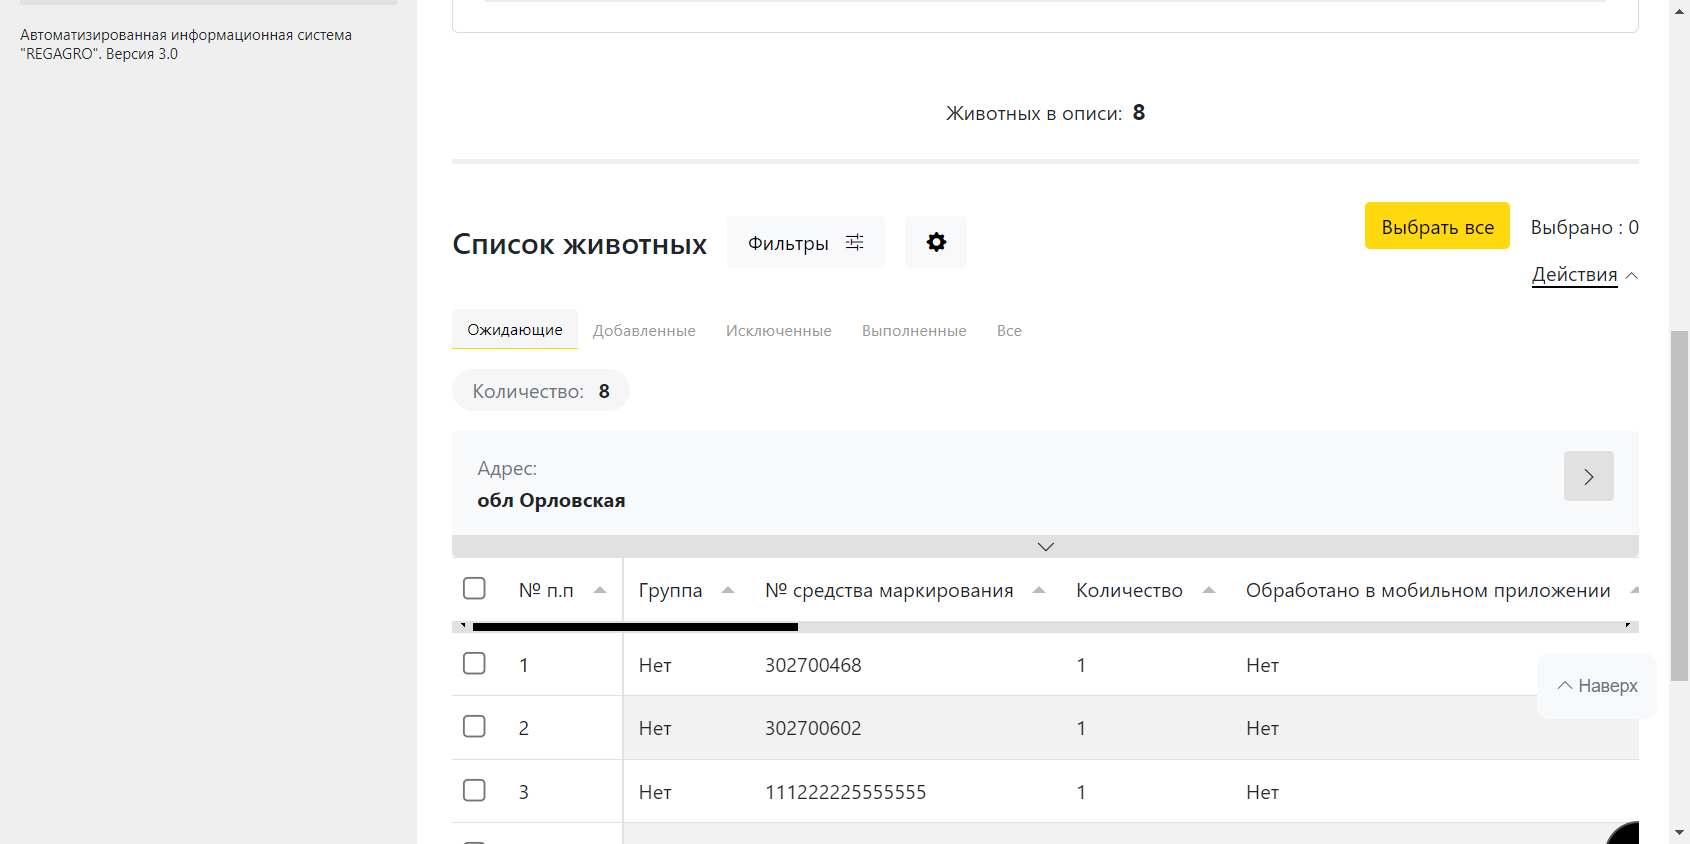 Автоматизированная информационная система
"REGAGRO". Версия 3.0
Животных в описи: 8
Список животных
Фильтры
Выбрать все
Выбрано : 0
Действия
Ожидающие Добавленные Исключенные Выполненные Все
Количество: 8
Адрес:
обл Орловская
№ п.п Группа № средства маркирования Количество Обработано в мобильном приложении
1 Нет 302700468 1 Нет
Наверх
2 Нет 302700602 1 Нет
3 Нет 111222225555555 1 Нет